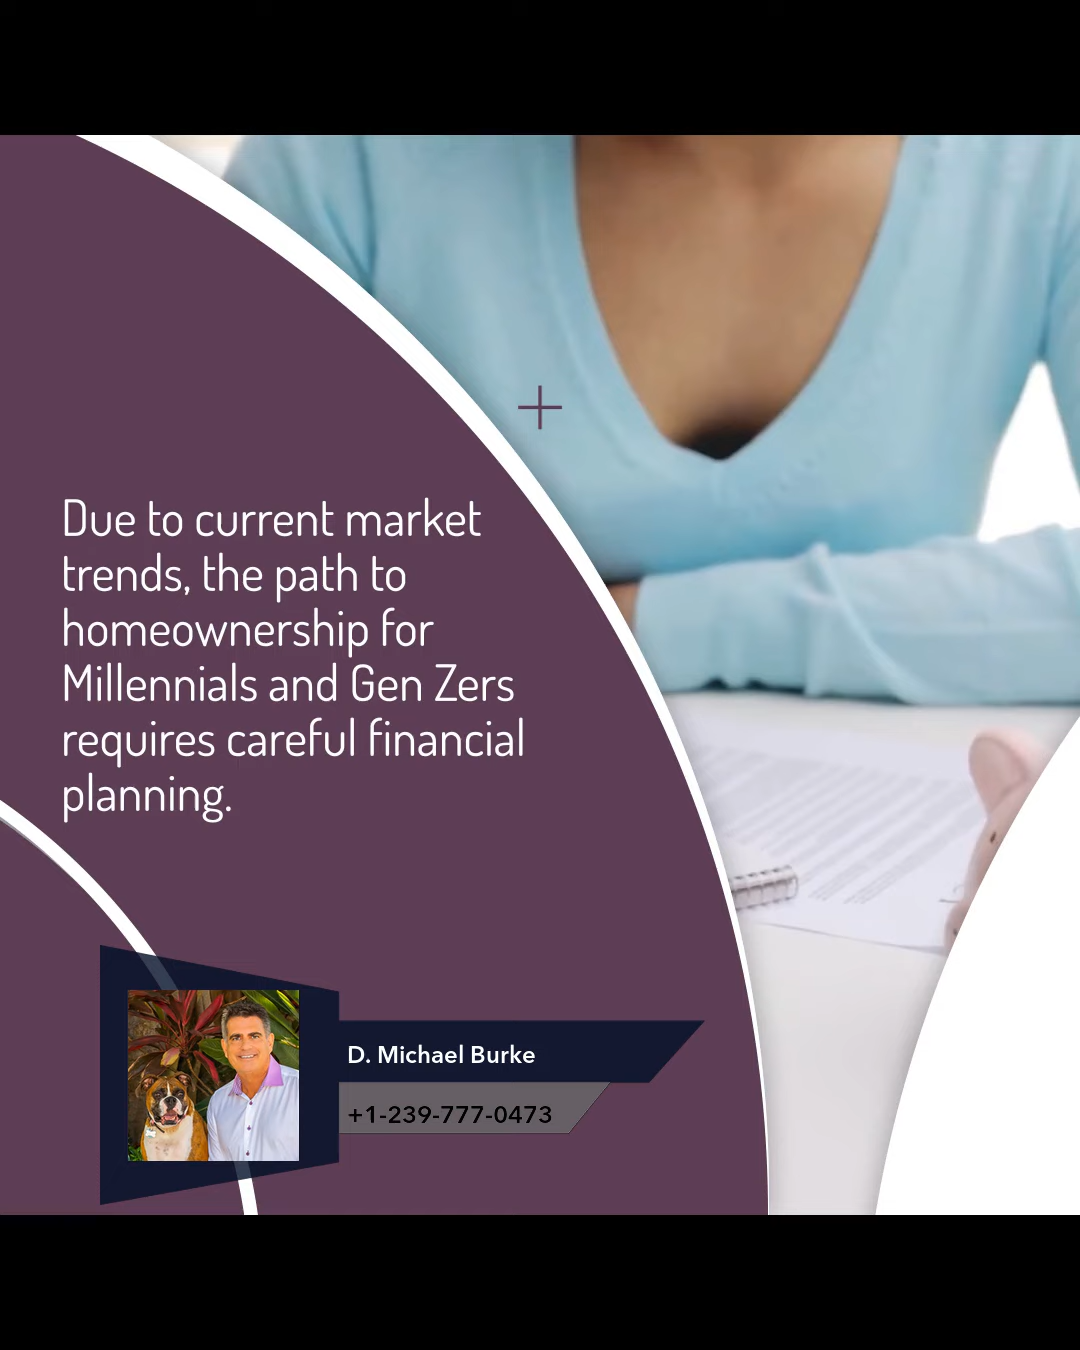 Due to current market
trends, the path to
homeownership for
Millennials and Gen Zers
requires careful financial
planning.
D. Michael Burke
+1-239-777-0473